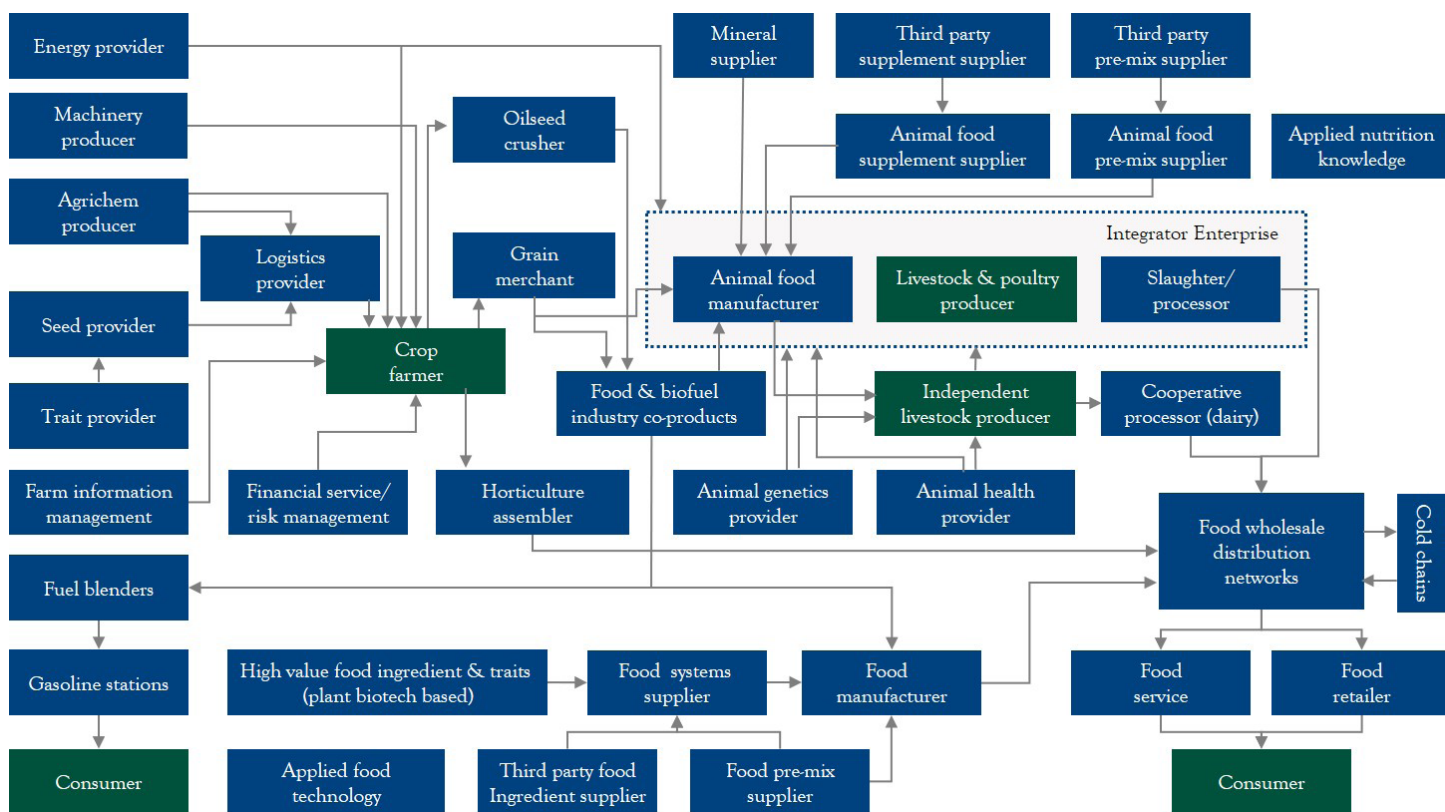 Energy provider
Mineral
supplier
Third party
supplement supplier
Third party
pre-mix supplier
Machinery
producer
Oilseed
crusher
Animal food
supplement supplier
Animal food
pre-mix supplier
Applied nutrition
knowledge
Agrichem
producer
Logistics
provider
Grain
merchant
Integrator Enterprise
Animal food
manufacturer
Livestock & poultry
producer
Slaughter/
processor
Seed provider
Crop
farmer
Trait provider
Food & biofuel
industry co-products
Independent
livestock producer
Cooperative
processor (dairy)
Farm information
management
Financial service/
risk management
Horticulture
assembler
Animal genetics
provider
Animal health
provider
Food wholesale
distribution
networks
Cold chains
Fuel blenders
Gasoline stations
High value food ingredient & traits
(plant biotech based)
Food systems
supplier
Food
manufacturer
Food
service
Food
retailer
Consumer
Applied food
technology
Third party food
Ingredient supplier
Food pre-mix
supplier
Consumer